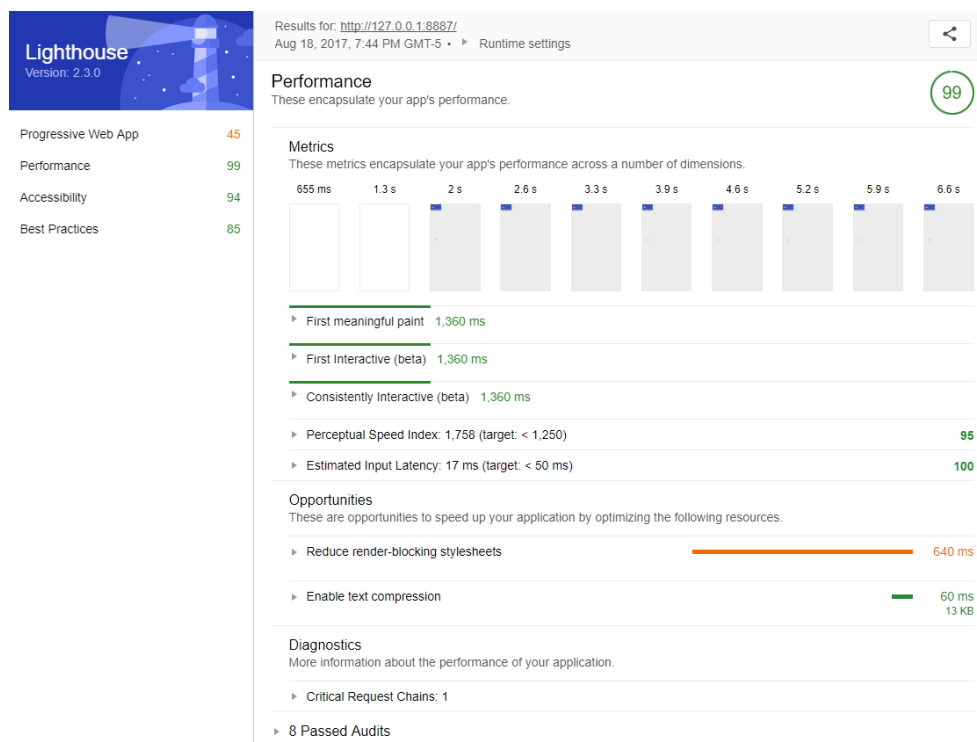 Lighthouse
Version: 2.3.0
Progressive Web App 45
Performance 99
Accessibility 94
Best Practices 85
Results for: http://127.0.0.1:8887/
Aug 18, 2017, 7:44 PM GMT-5 • Runtime settings
Performance
These encapsulate your app's performance.
99
Metrics
These metrics encapsulate your app's performance across a number of dimensions.
655 ms 1.3 s 2 s 2.6 s 3.3 s 3.9 s 4.6 s 5.2 s 5.9 s 6.6 s
First meaningful paint 1,360 ms
First Interactive (beta) 1,360 ms
Consistently Interactive (beta) 1,360 ms
Perceptual Speed Index: 1,758 (target: < 1,250) 95
Estimated Input Latency: 17 ms (target: < 50 ms) 100
Opportunities
These are opportunities to speed up your application by optimizing the following resources.
Reduce render-blocking stylesheets 640 ms
Enable text compression 60 ms
13 KB
Diagnostics
More information about the performance of your application.
Critical Request Chains: 1
8 Passed Audits